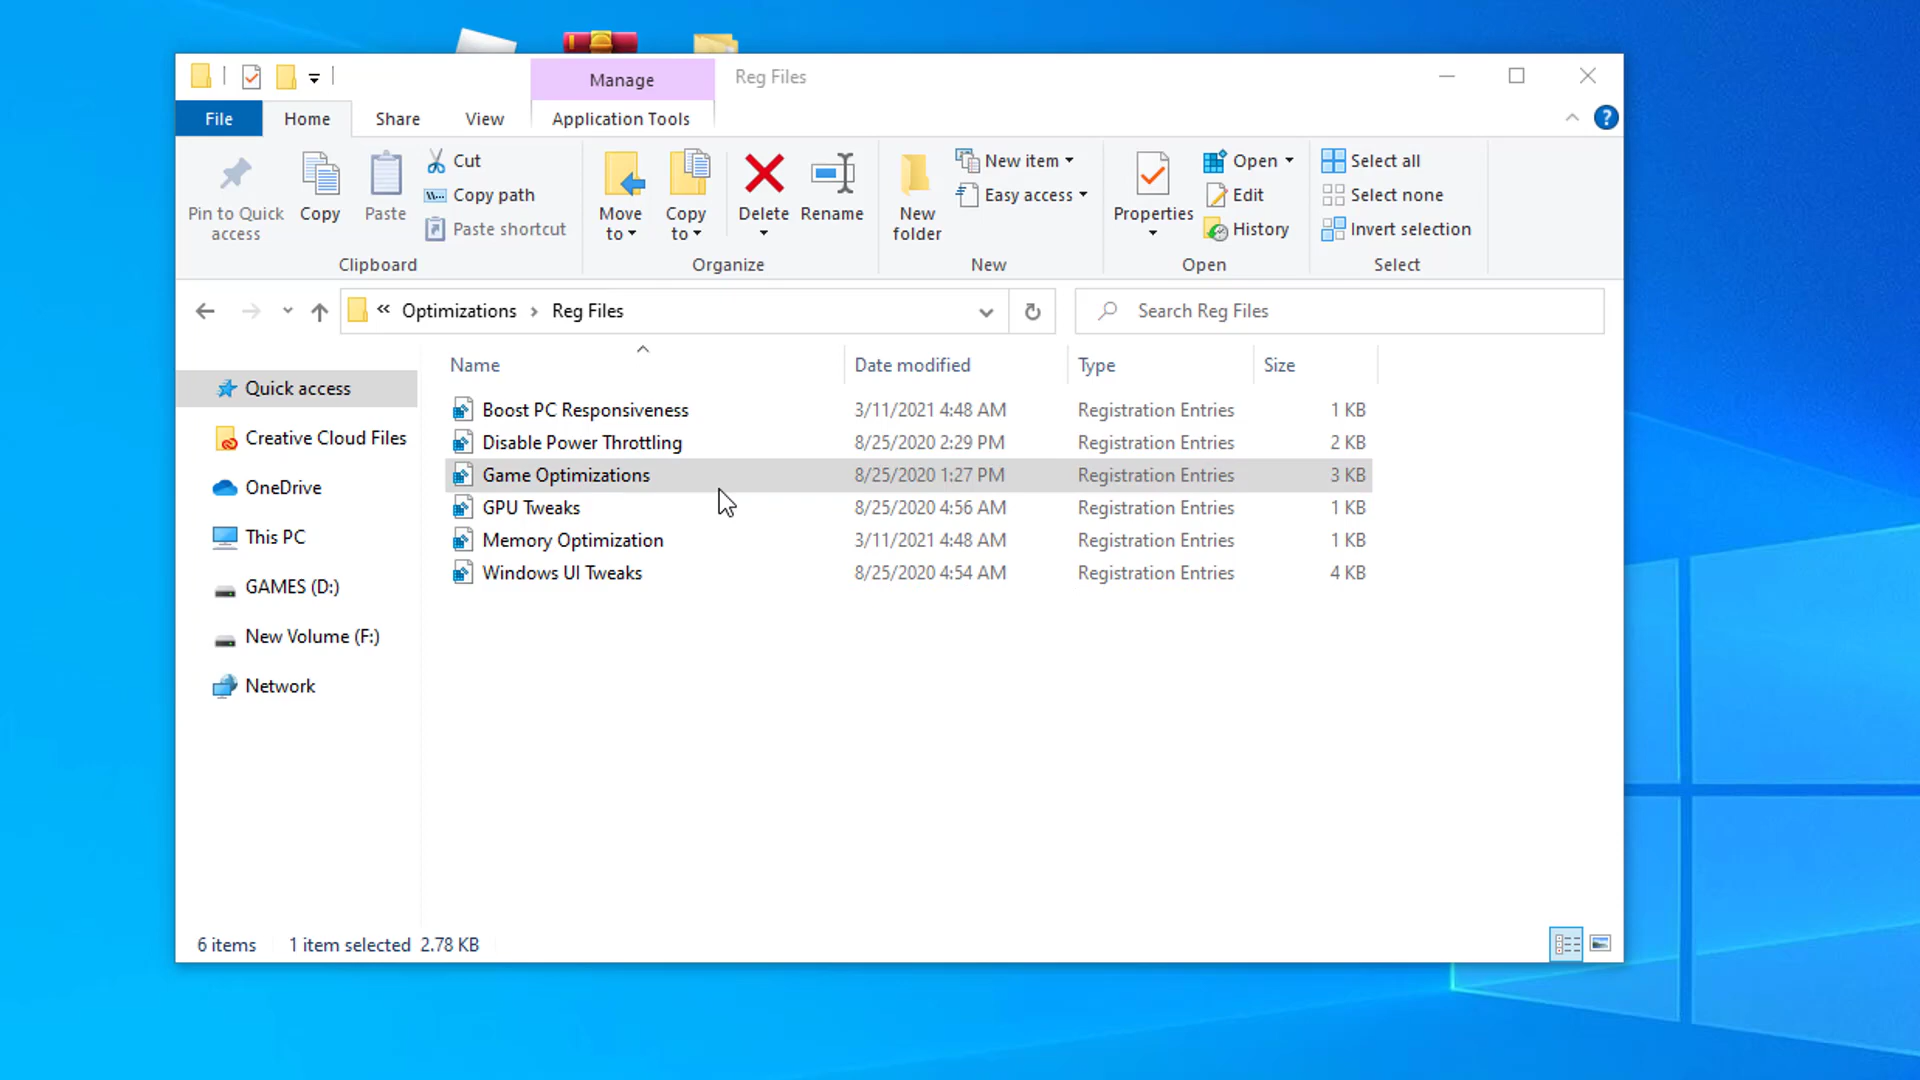 Manage
Reg Files
File
Home
Share
View
Application Tools
?
Pin to Quick access
Copy
Paste
Cut
Copy path
Paste shortcut
Clipboard
Move to
Copy to
Delete
Rename
Organize
New folder
New item
Easy access
New
Properties
Open
Edit
History
Open
Select all
Select none
Invert selection
Select
« Optimizations > Reg Files
Search Reg Files
Name Date modified Type Size
Quick access
Creative Cloud Files
OneDrive
This PC
GAMES (D:)
New Volume (F:)
Network
Boost PC Responsiveness 3/11/2021 4:48 AM Registration Entries 1 KB
Disable Power Throttling 8/25/2020 2:29 PM Registration Entries 2 KB
Game Optimizations 8/25/2020 1:27 PM Registration Entries 3 KB
GPU Tweaks 8/25/2020 4:56 AM Registration Entries 1 KB
Memory Optimization 3/11/2021 4:48 AM Registration Entries 1 KB
Windows UI Tweaks 8/25/2020 4:54 AM Registration Entries 4 KB
6 items 1 item selected 2.78 KB